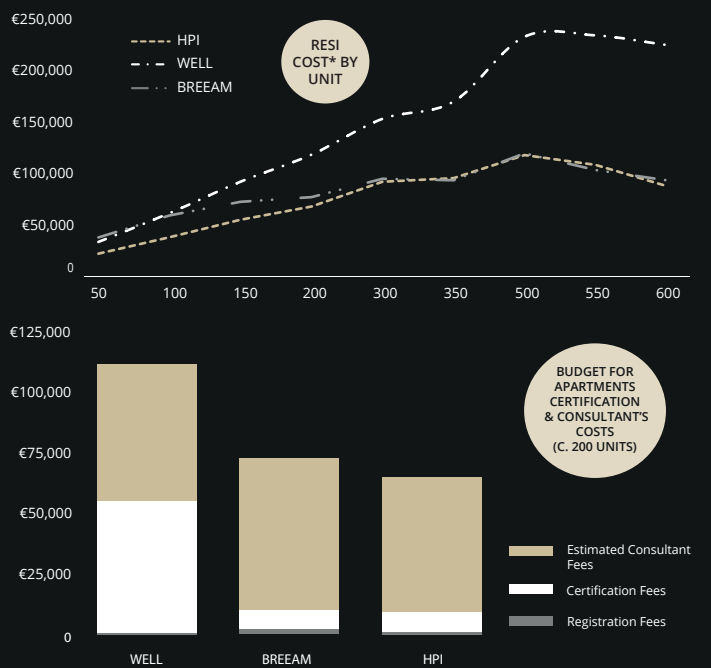 €250,000
€200,000
€150,000
€100,000
€50,000
0
HPI
WELL
BREEAM
RESI
COST* BY
UNIT
50 100 150 200 300 350 500 550 600
€125,000
€100,000
€75,000
€50,000
€25,000
0
BUDGET FOR
APARTMENTS
CERTIFICATION
& CONSULTANT'S
COSTS
(C. 200 UNITS)
Estimated Consultant
Fees
Certification Fees
Registration Fees
WELL BREEAM HPI